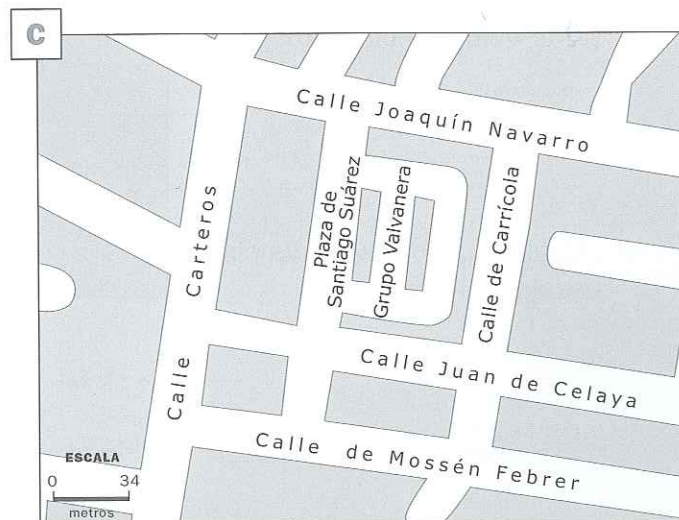 C
Calle Joaquín Navarro
Calle Carteros
Plaza de
Santiago Suárez
Grupo Valvanera
Calle de Carrícola
Calle Juan de Celaya
Calle de Mossén Febrer
ESCALA
0 34
metros